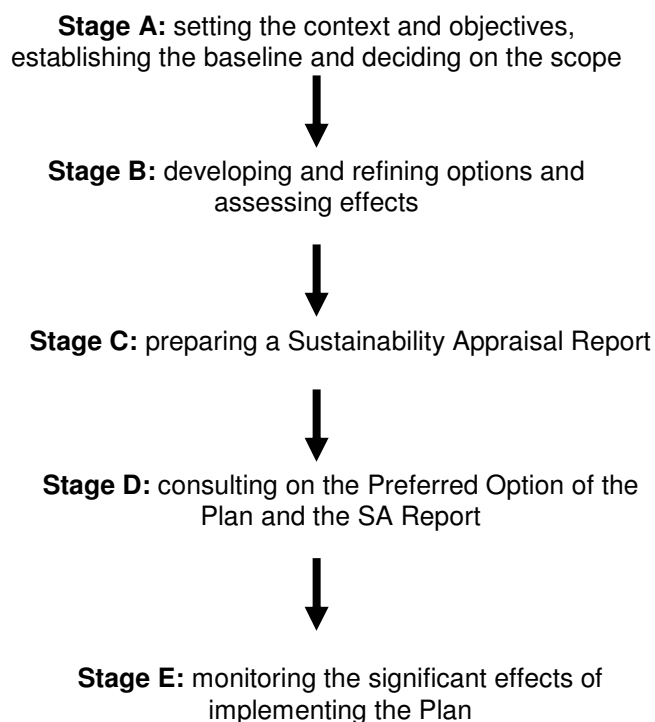 Stage A: setting the context and objectives,
establishing the baseline and deciding on the scope
Stage B: developing and refining options and
assessing effects
Stage C: preparing a Sustainability Appraisal Report
Stage D: consulting on the Preferred Option of the
Plan and the SA Report
Stage E: monitoring the significant effects of
implementing the Plan